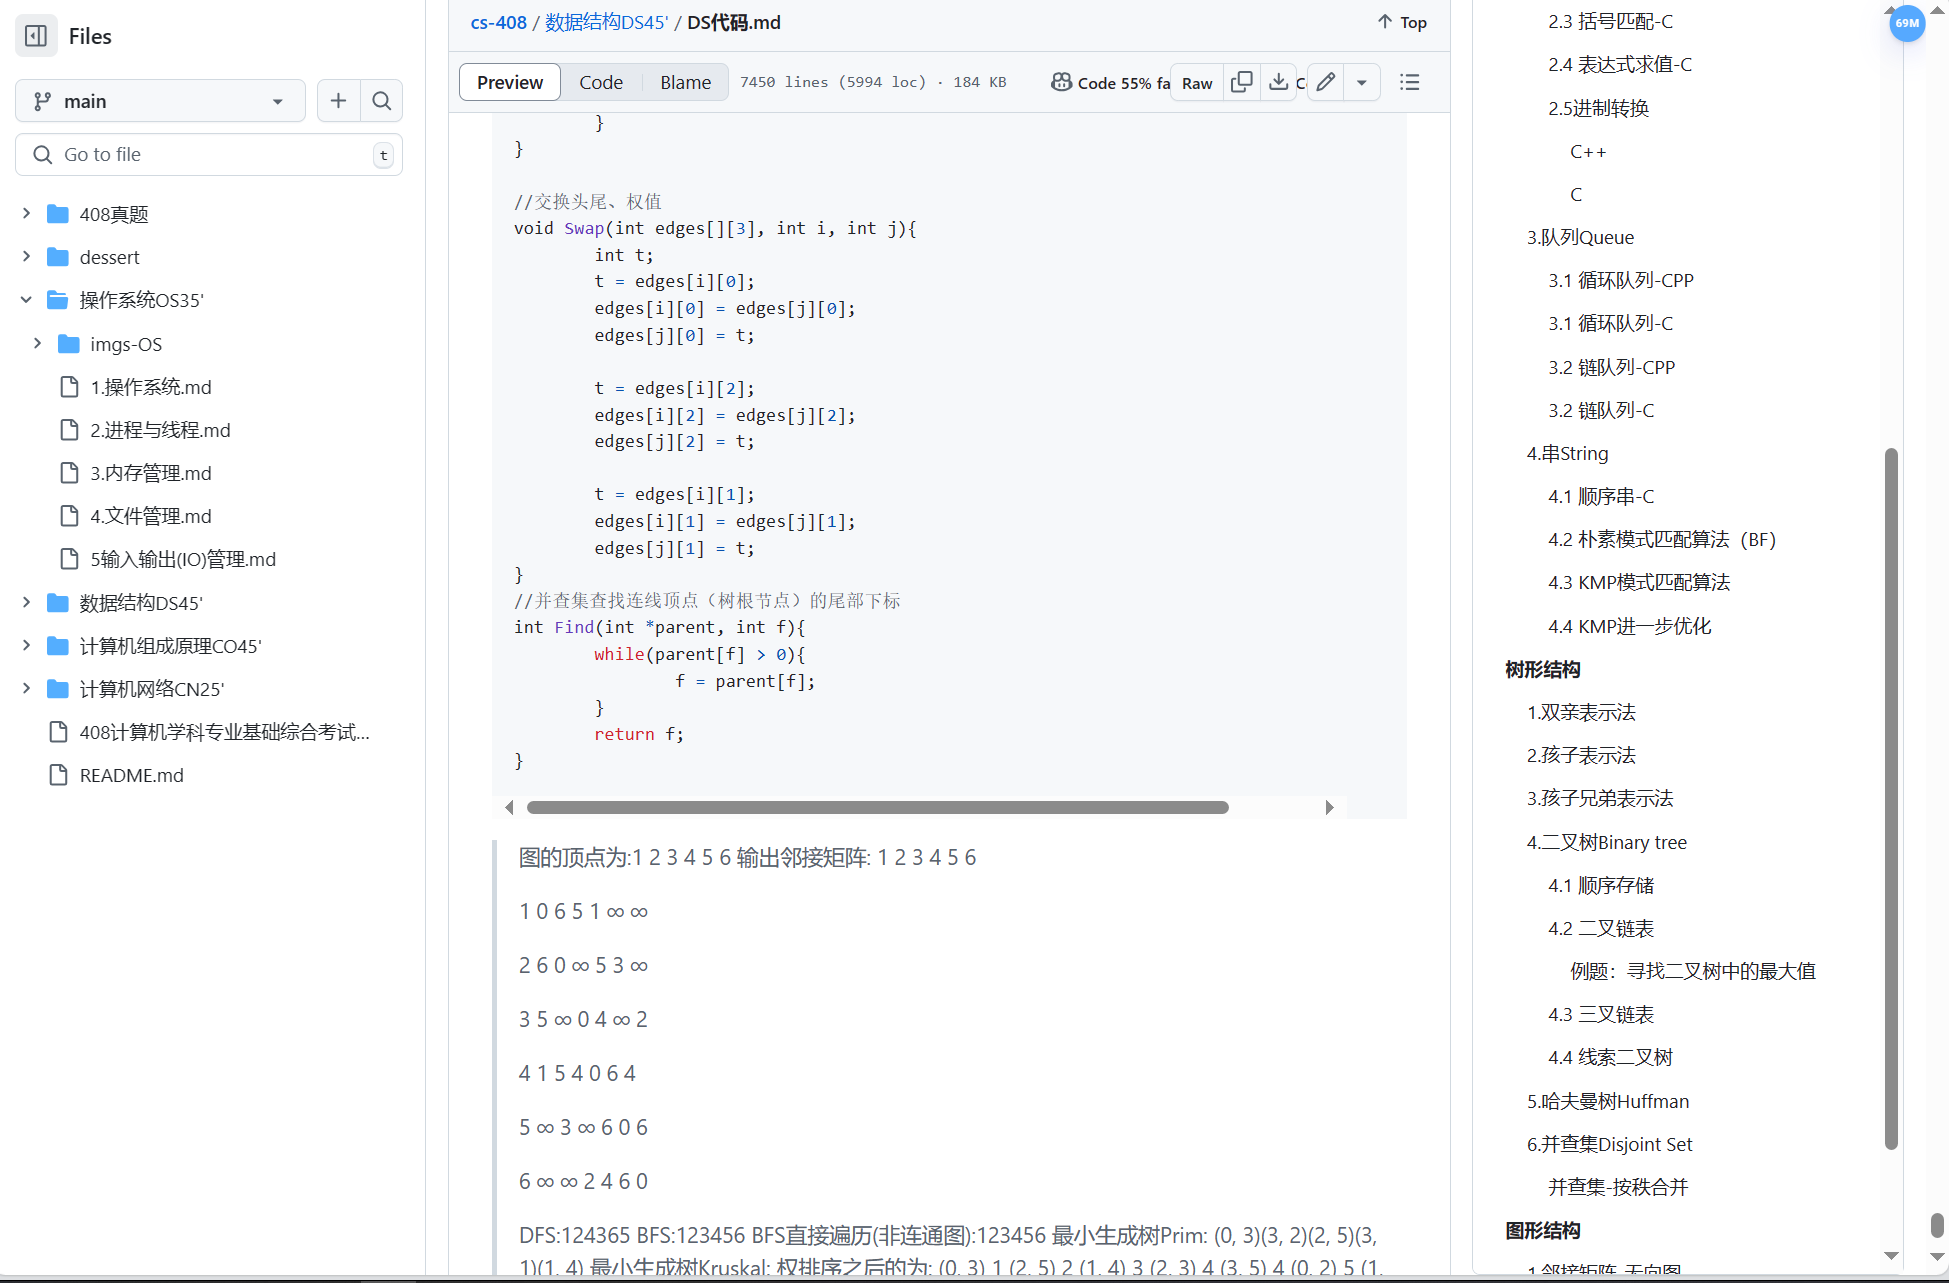 Files
main
Go to file
t
408真题
dessert
操作系统OS35'
imgs-OS
1.操作系统.md
2.进程与线程.md
3.内存管理.md
4.文件管理.md
5输入输出(IO)管理.md
数据结构DS45'
计算机组成原理CO45'
计算机网络CN25'
408计算机学科专业基础综合考试...
README.md
cs-408 / 数据结构DS45' / DS代码.md
Top
Preview Code Blame 7450 lines (5994 loc) · 184 KB Code 55% fa Raw
}
}
//交换头尾、权值
void Swap(int edges[][3], int i, int j){
int t;
t = edges[i][0];
edges[i][0] = edges[j][0];
edges[j][0] = t;
t = edges[i][2];
edges[i][2] = edges[j][2];
edges[j][2] = t;
t = edges[i][1];
edges[i][1] = edges[j][1];
edges[j][1] = t;
}
//并查集查找连线顶点（树根节点）的尾部下标
int Find(int *parent, int f){
while(parent[f] > 0){
f = parent[f];
}
return f;
}
图的顶点为:1 2 3 4 5 6 输出邻接矩阵: 1 2 3 4 5 6
1 0 6 5 1 ∞ ∞
2 6 0 ∞ 5 3 ∞
3 5 ∞ 0 4 ∞ 2
4 1 5 4 0 6 4
5 ∞ 3 ∞ 6 0 6
6 ∞ ∞ 2 4 6 0
DFS:124365 BFS:123456 BFS直接遍历(非连通图):123456 最小生成树Prim: (0, 3)(3, 2)(2, 5)(3,
1)(1, 4) 最小生成树Kruskal: 权排序之后的为: (0, 3) 1 (2, 5) 2 (1, 4) 3 (2, 3) 4 (3, 5) 4 (0, 2) 5 (1,
2.3 括号匹配-C
2.4 表达式求值-C
2.5进制转换
C++
C
3.队列Queue
3.1 循环队列-CPP
3.1 循环队列-C
3.2 链队列-CPP
3.2 链队列-C
4.串String
4.1 顺序串-C
4.2 朴素模式匹配算法（BF）
4.3 KMP模式匹配算法
4.4 KMP进一步优化
树形结构
1.双亲表示法
2.孩子表示法
3.孩子兄弟表示法
4.二叉树Binary tree
4.1 顺序存储
4.2 二叉链表
例题：寻找二叉树中的最大值
4.3 三叉链表
4.4 线索二叉树
5.哈夫曼树Huffman
6.并查集Disjoint Set
并查集-按秩合并
图形结构
1.邻接矩阵-无向图
69M